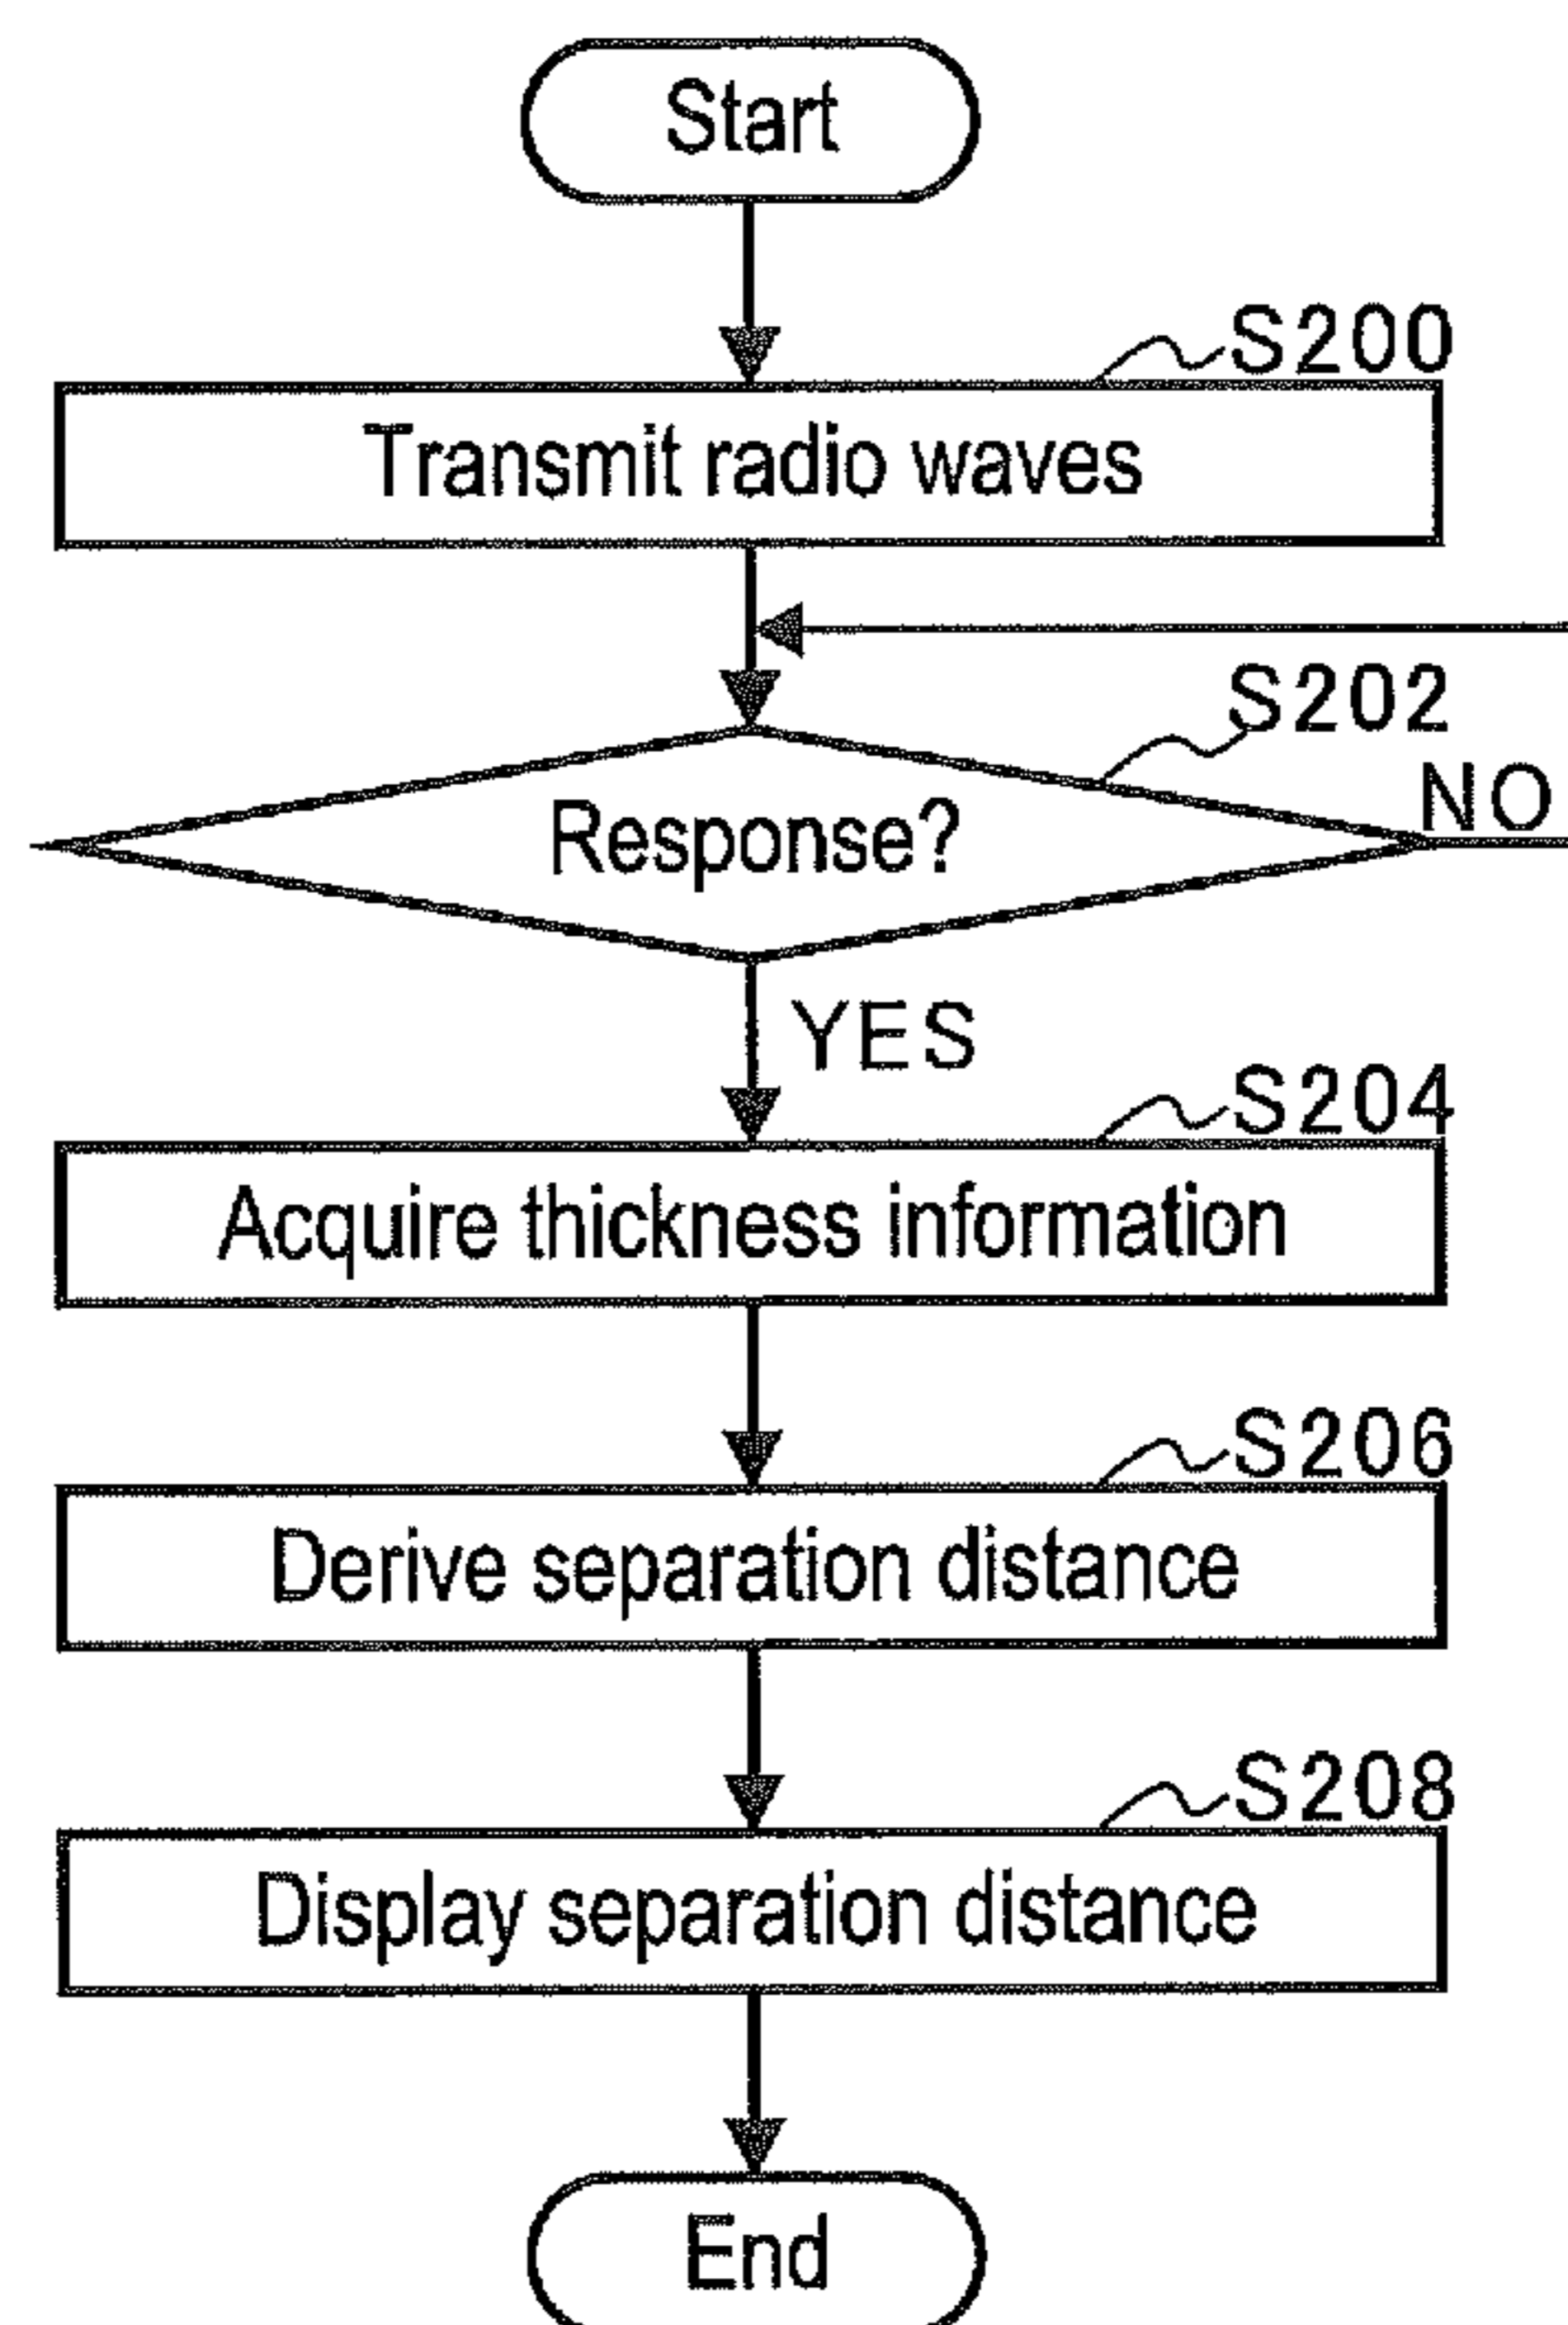 Start
S200
Transmit radio waves
S202
Response?
NO
YES
S204
Acquire thickness information
S206
Derive separation distance
S208
Display separation distance
End